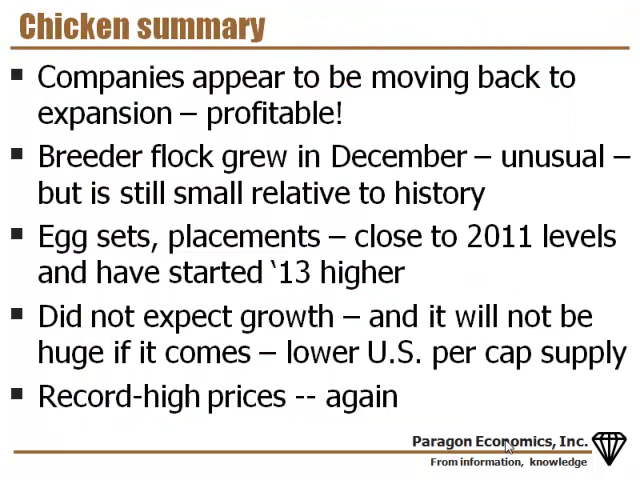 Chicken summary
▪ Companies appear to be moving back to
expansion – profitable!
▪ Breeder flock grew in December – unusual –
but is still small relative to history
▪ Egg sets, placements – close to 2011 levels
and have started ‘13 higher
▪ Did not expect growth – and it will not be
huge if it comes – lower U.S. per cap supply
▪ Record-high prices -- again
Paragon Economics, Inc.
From information, knowledge